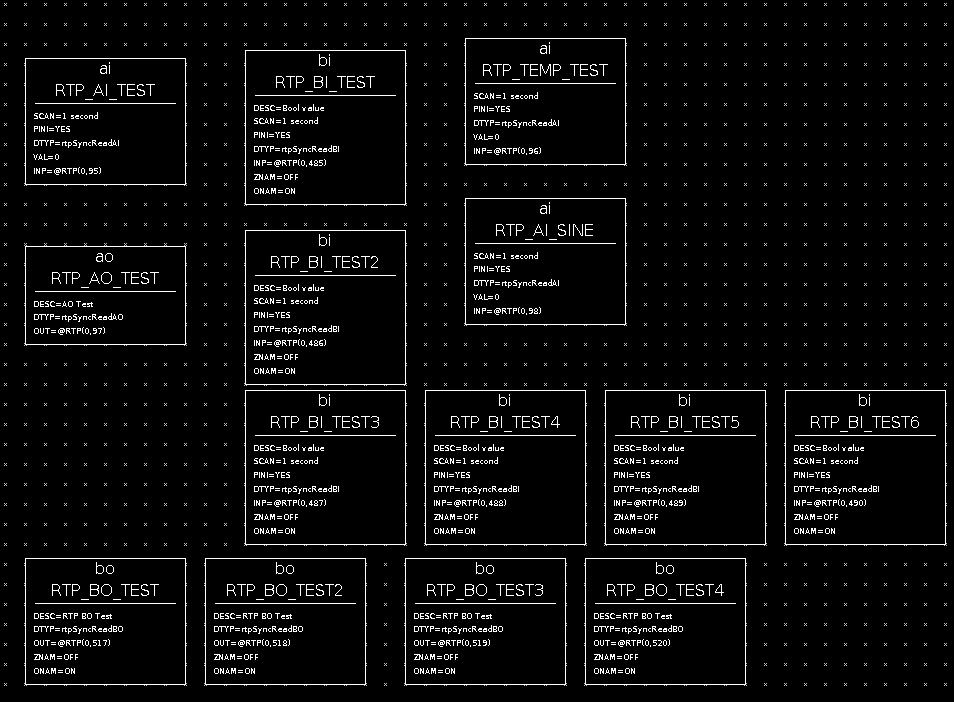 ai
RTP_AI_TEST
SCAN=1 second
PINI=YES
DTYP=rtpSyncReadAI
VAL=0
INP=@RTP(0,95)
bi
RTP_BI_TEST
DESC=Bool value
SCAN=1 second
PINI=YES
DTYP=rtpSyncReadBI
INP=@RTP(0,485)
ZNAM=OFF
ONAM=ON
ai
RTP_TEMP_TEST
SCAN=1 second
PINI=YES
DTYP=rtpSyncReadAI
VAL=0
INP=@RTP(0,96)
ao
RTP_AO_TEST
DESC=AO Test
DTYP=rtpSyncReadAO
OUT=@RTP(0,97)
bi
RTP_BI_TEST2
DESC=Bool value
SCAN=1 second
PINI=YES
DTYP=rtpSyncReadBI
INP=@RTP(0,486)
ZNAM=OFF
ONAM=ON
ai
RTP_AI_SINE
SCAN=1 second
PINI=YES
DTYP=rtpSyncReadAI
VAL=0
INP=@RTP(0,98)
bi
RTP_BI_TEST3
DESC=Bool value
SCAN=1 second
PINI=YES
DTYP=rtpSyncReadBI
INP=@RTP(0,487)
ZNAM=OFF
ONAM=ON
bi
RTP_BI_TEST4
DESC=Bool value
SCAN=1 second
PINI=YES
DTYP=rtpSyncReadBI
INP=@RTP(0,488)
ZNAM=OFF
ONAM=ON
bi
RTP_BI_TEST5
DESC=Bool value
SCAN=1 second
PINI=YES
DTYP=rtpSyncReadBI
INP=@RTP(0,489)
ZNAM=OFF
ONAM=ON
bi
RTP_BI_TEST6
DESC=Bool value
SCAN=1 second
PINI=YES
DTYP=rtpSyncReadBI
INP=@RTP(0,490)
ZNAM=OFF
ONAM=ON
bo
RTP_BO_TEST
DESC=RTP BO Test
DTYP=rtpSyncReadBO
OUT=@RTP(0,517)
ZNAM=OFF
ONAM=ON
bo
RTP_BO_TEST2
DESC=RTP BO Test
DTYP=rtpSyncReadBO
OUT=@RTP(0,518)
ZNAM=OFF
ONAM=ON
bo
RTP_BO_TEST3
DESC=RTP BO Test
DTYP=rtpSyncReadBO
OUT=@RTP(0,519)
ZNAM=OFF
ONAM=ON
bo
RTP_BO_TEST4
DESC=RTP BO Test
DTYP=rtpSyncReadBO
OUT=@RTP(0,520)
ZNAM=OFF
ONAM=ON